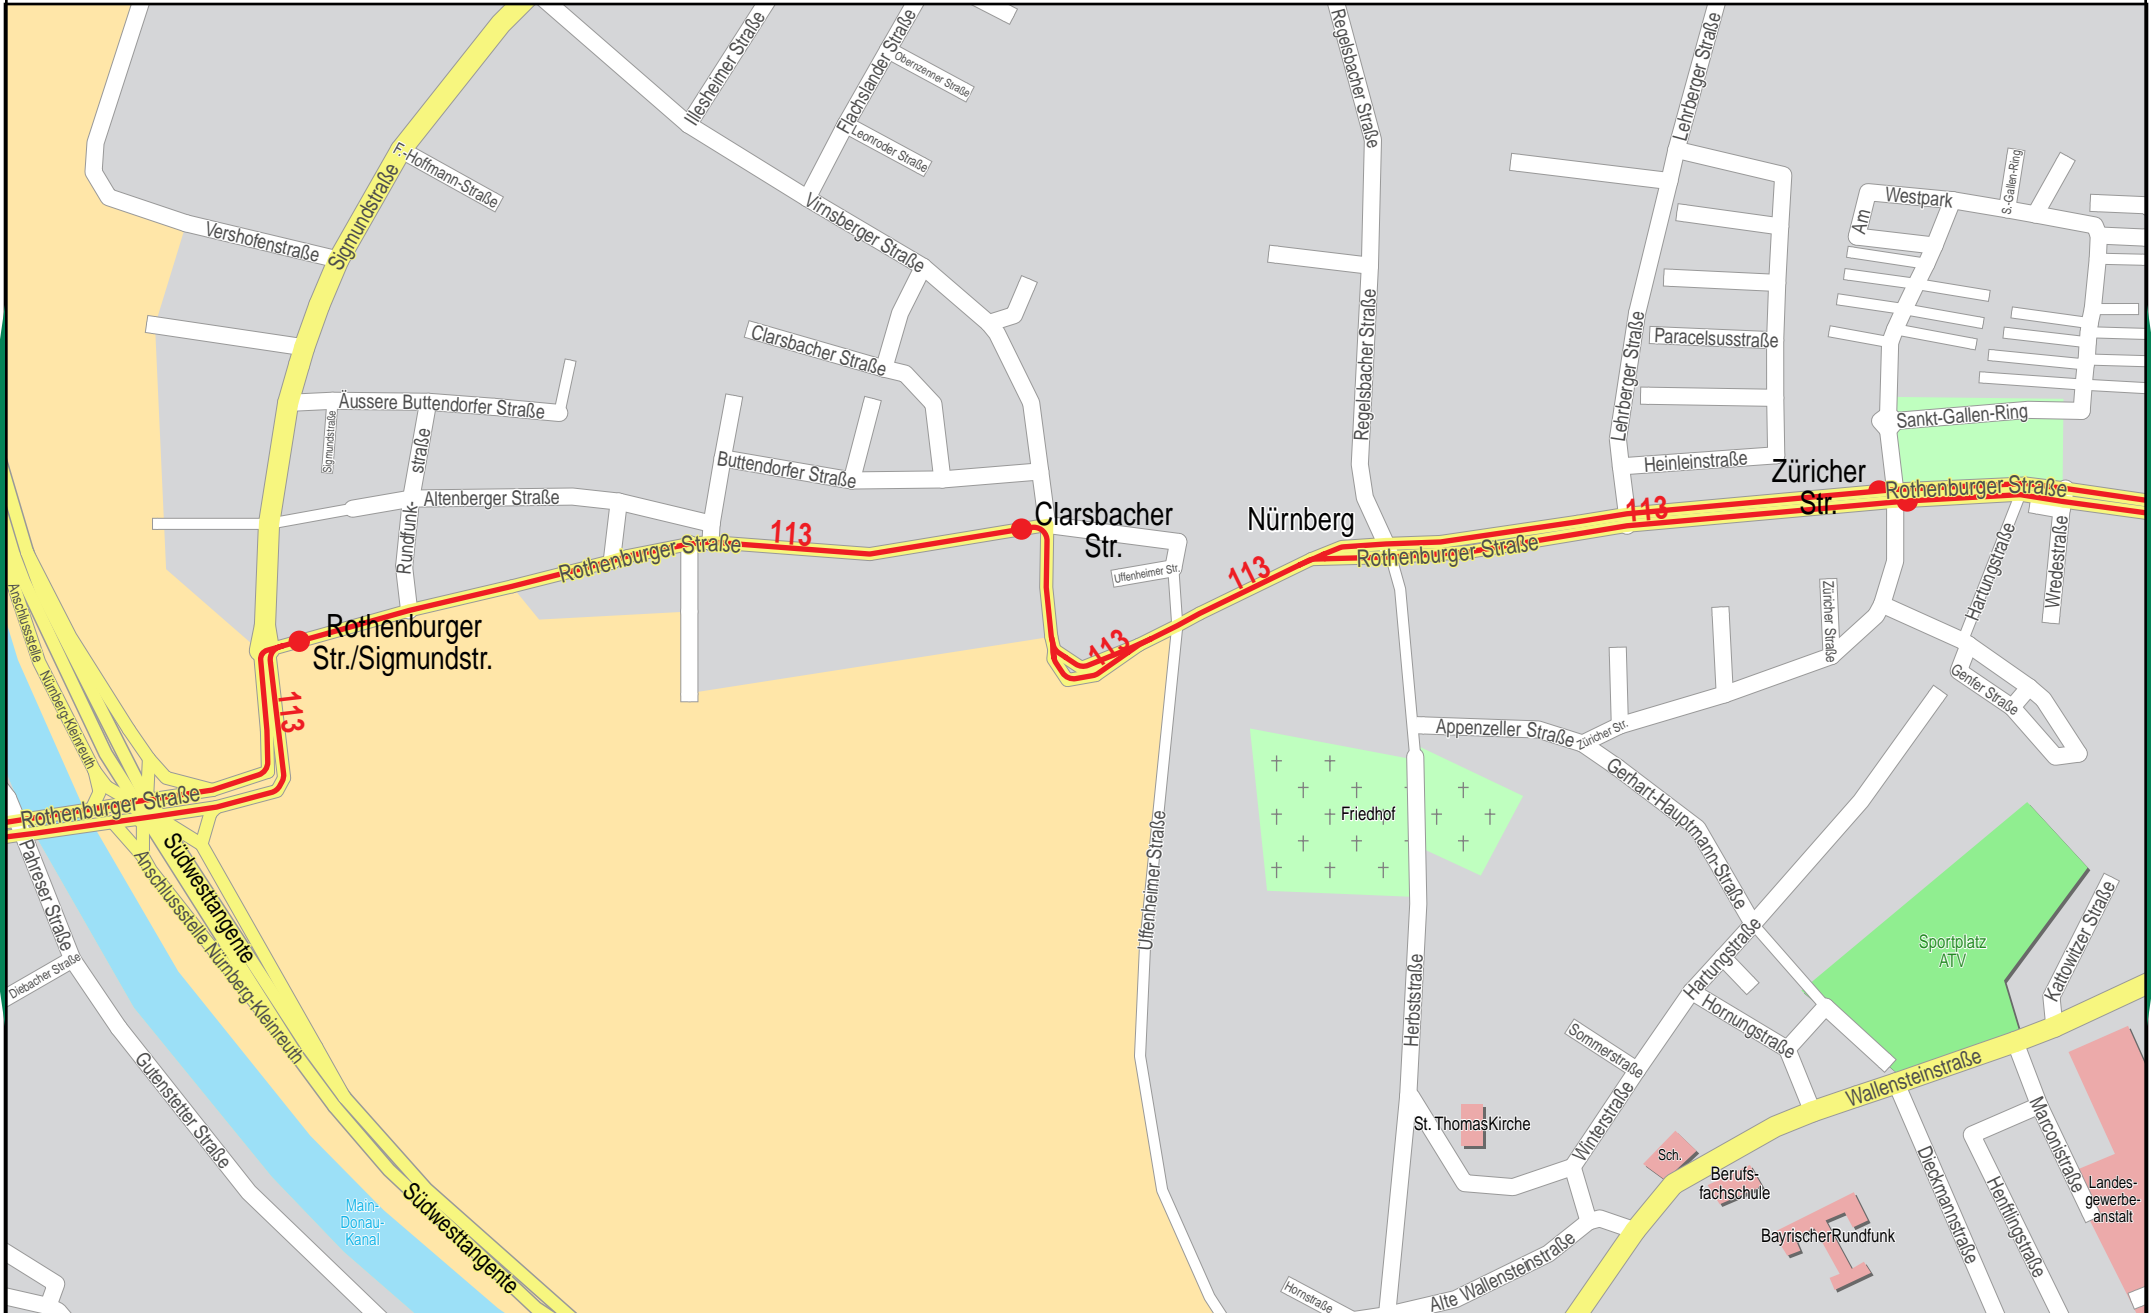 Illesheimer Straße
Flachslander Straße
Obernzenner Straße
Leonroder Straße
Regelsbacher Straße
Lehrberger Straße
F.-Hoffmann-Straße
Sigmundstraße
Vershofenstraße
Virnsberger Straße
Am
Westpark
S.-Gallen-Ring
Clarsbacher Straße
Regelsbacher Straße
Lehrberger Straße
Paracelsusstraße
Äussere Buttendorfer Straße
Sigmundstraße
Rundfunk-
straße
Altenberger Straße
Buttendorfer Straße
Heinleinstraße
Sankt-Gallen-Ring
Züricher
Str.
Rothenburger Straße
Clarsbacher
Str.
Nürnberg
113
113
113
113
113
Rothenburger Straße
Rothenburger Straße
Uffenheimer Str.
Hartungstraße
Wredestraße
Züricher Straße
Genfer Straße
Rothenburger
Str./Sigmundstr.
Anschlussstelle Nürnberg-Kleinreuth
Rothenburger Straße
Appenzeller Straße
Züricher Str.
Gerhart-Hauptmann-Straße
Friedhof
Uffenheimer Straße
Herbststraße
Pahreser Straße
Diebacher Straße
Südwesttangente
Anschlussstelle Nürnberg-Kleinreuth
Gutenstetter Straße
Main-
Donau-
Kanal
Südwesttangente
Hartungstraße
Hornungstraße
Sommerstraße
Winterstraße
Sportplatz
ATV
Kattowitzer Straße
Wallensteinstraße
St. ThomasKirche
Sch.
Berufs-
fachschule
BayrischerRundfunk
Marconistraße
Dieckmannstraße
Henflingstraße
Landes-
gewerbe-
anstalt
Alte Wallensteinstraße
Hornstraße